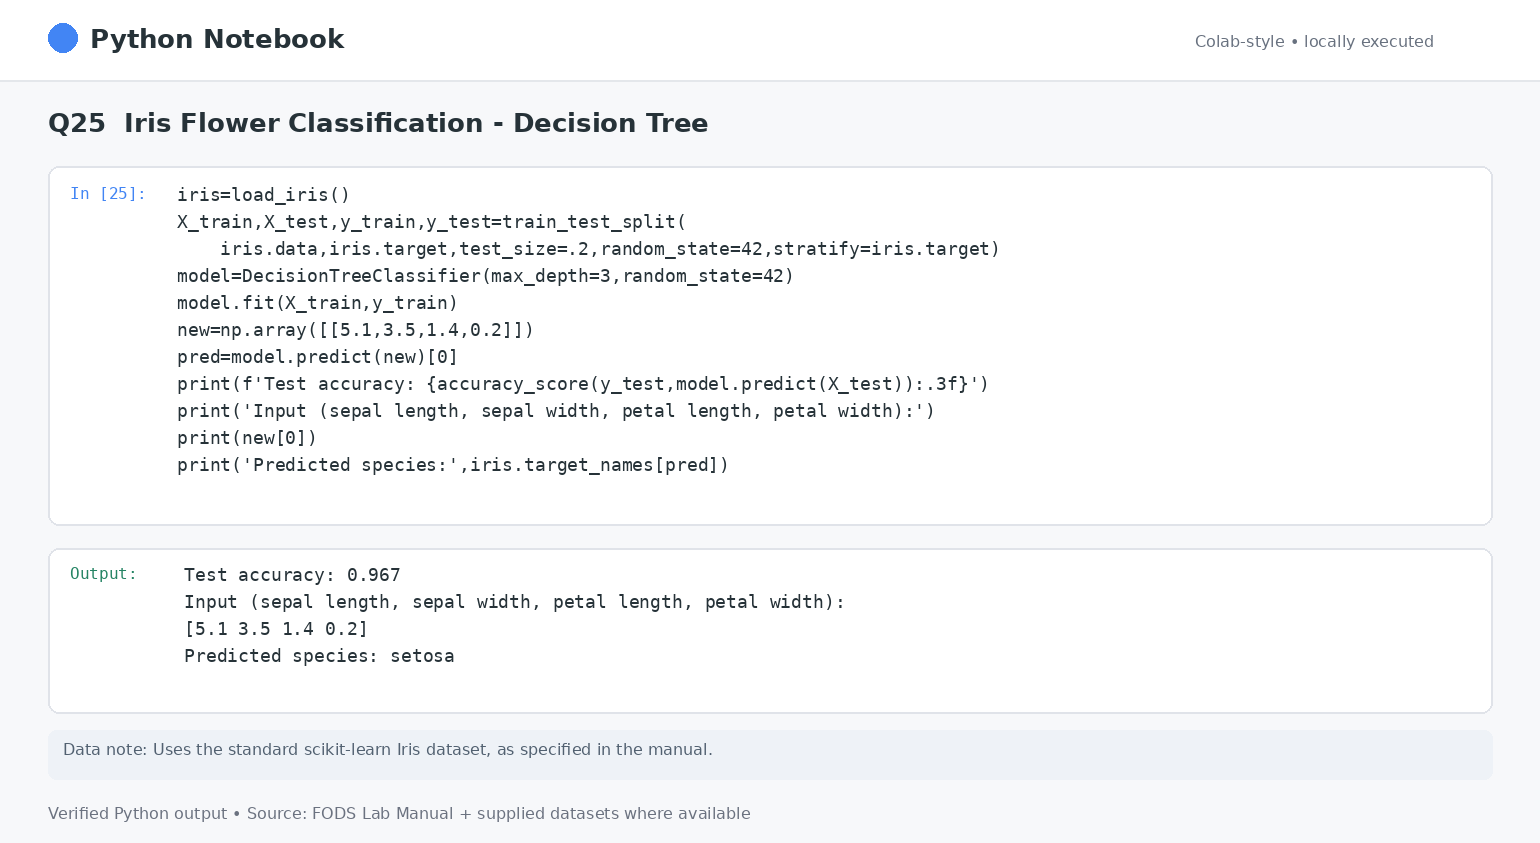 Python Notebook
Colab-style • locally executed
Q25  Iris Flower Classification - Decision Tree
In [25]:
iris=load_iris()
X_train,X_test,y_train,y_test=train_test_split(
    iris.data,iris.target,test_size=.2,random_state=42,stratify=iris.target)
model=DecisionTreeClassifier(max_depth=3,random_state=42)
model.fit(X_train,y_train)
new=np.array([[5.1,3.5,1.4,0.2]])
pred=model.predict(new)[0]
print(f'Test accuracy: {accuracy_score(y_test,model.predict(X_test)):.3f}')
print('Input (sepal length, sepal width, petal length, petal width):')
print(new[0])
print('Predicted species:',iris.target_names[pred])
Output:
Test accuracy: 0.967
Input (sepal length, sepal width, petal length, petal width):
[5.1 3.5 1.4 0.2]
Predicted species: setosa
Data note: Uses the standard scikit-learn Iris dataset, as specified in the manual.
Verified Python output • Source: FODS Lab Manual + supplied datasets where available